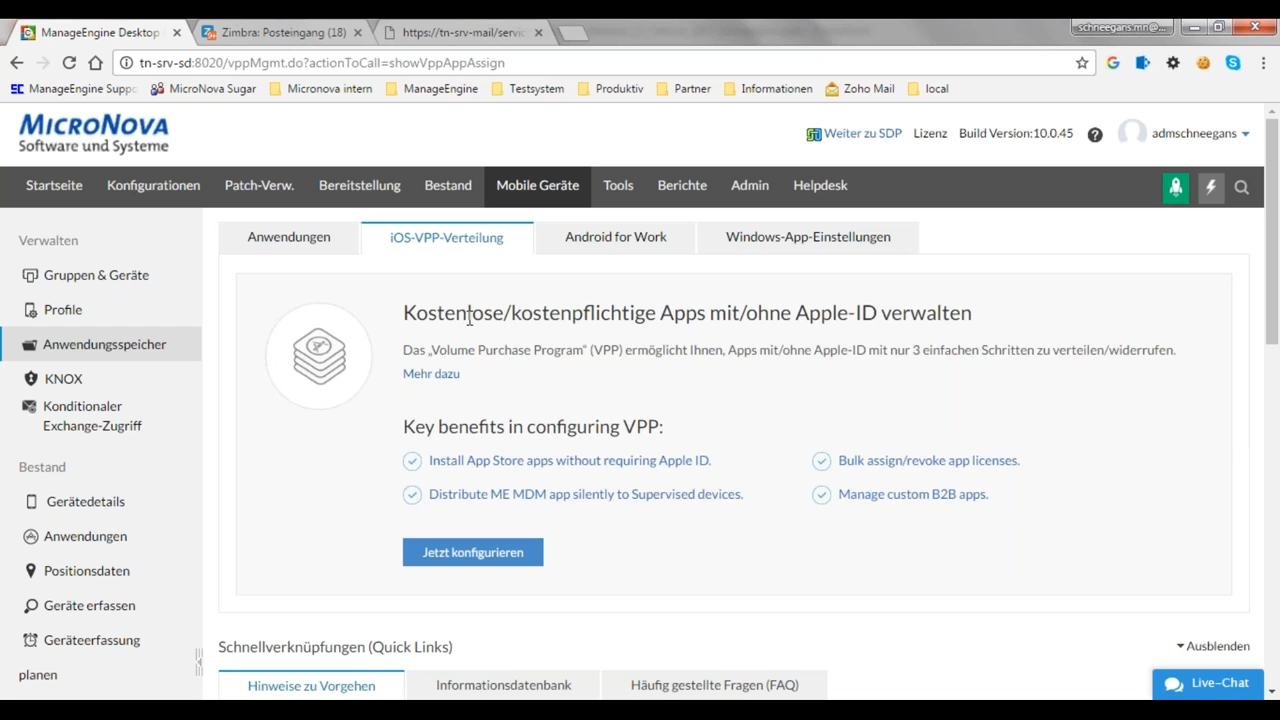 ManageEngine Desktop
Zimbra: Posteingang (18)
https://tn-srv-mail/servic
schneegans.mn@...
tn-srv-sd:8020/vppMgmt.do?actionToCall=showVppAppAssign
ManageEngine Suppo
MicroNova Sugar
Micronova intern
ManageEngine
Testsystem
Produktiv
Partner
Informationen
Zoho Mail
local
MICRONOVA
Software und Systeme
Weiter zu SDP
Lizenz
Build Version:10.0.45
admschneegans
Startseite
Konfigurationen
Patch-Verw.
Bereitstellung
Bestand
Mobile Geräte
Tools
Berichte
Admin
Helpdesk
Verwalten
Gruppen & Geräte
Profile
Anwendungsspeicher
KNOX
Konditionaler
Exchange-Zugriff
Bestand
Gerätedetails
Anwendungen
Positionsdaten
Geräte erfassen
Geräteerfassung
planen
Anwendungen
iOS-VPP-Verteilung
Android for Work
Windows-App-Einstellungen
Kostenlose/kostenpflichtige Apps mit/ohne Apple-ID verwalten
Das „Volume Purchase Program" (VPP) ermöglicht Ihnen, Apps mit/ohne Apple-ID mit nur 3 einfachen Schritten zu verteilen/widerrufen.
Mehr dazu
Key benefits in configuring VPP:
Install App Store apps without requiring Apple ID.
Bulk assign/revoke app licenses.
Distribute ME MDM app silently to Supervised devices.
Manage custom B2B apps.
Jetzt konfigurieren
Schnellverknüpfungen (Quick Links)
Ausblenden
Hinweise zu Vorgehen
Informationsdatenbank
Häufig gestellte Fragen (FAQ)
Live-Chat